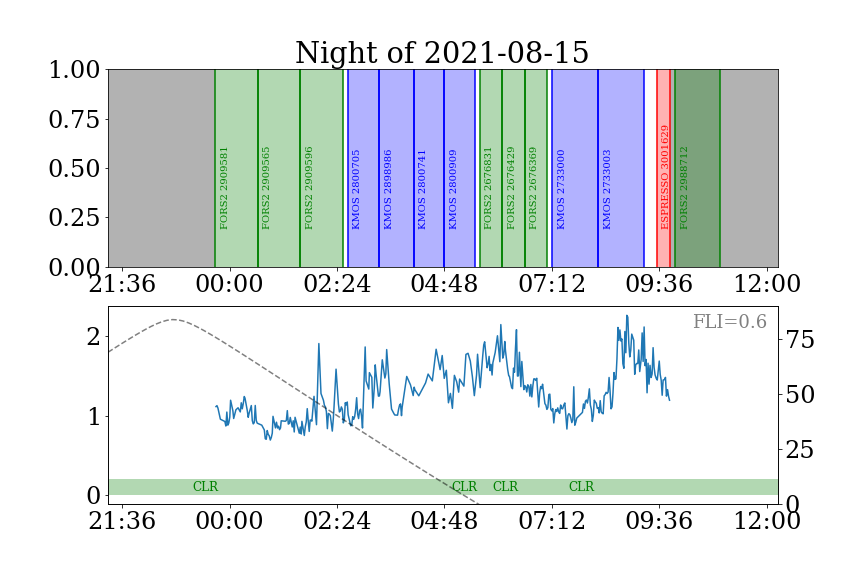 Night of 2021-08-15
1.00
0.75
0.50
0.25
0.00
FORS2 2909581
FORS2 2909565
FORS2 2909596
KMOS 2800705
KMOS 2898986
KMOS 2800741
KMOS 2800909
FORS2 2676831
FORS2 2676429
FORS2 2676369
KMOS 2733000
KMOS 2733003
ESPRESSO 3001629
FORS2 2988712
21:36 00:00 02:24 04:48 07:12 09:36 12:00
FLI=0.6
2
1
0
75
50
25
0
CLR CLR CLR CLR
21:36 00:00 02:24 04:48 07:12 09:36 12:00